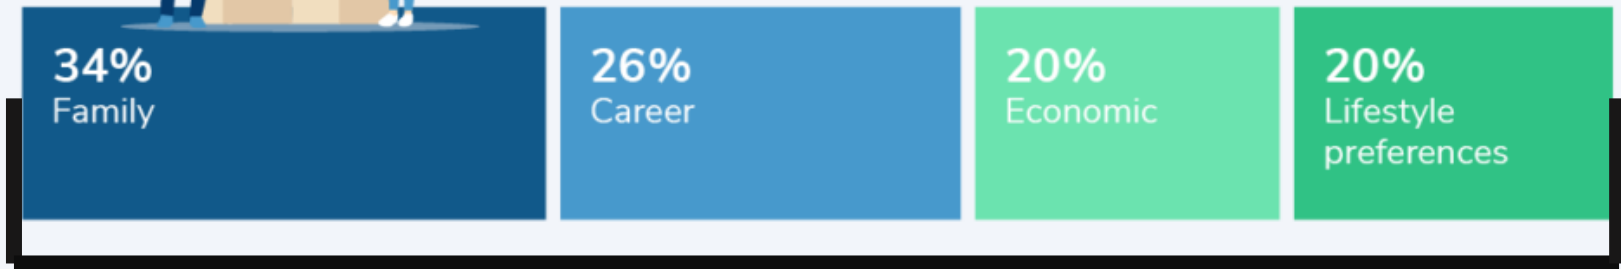 34%
Family
26%
Career
20%
Economic
20%
Lifestyle
preferences